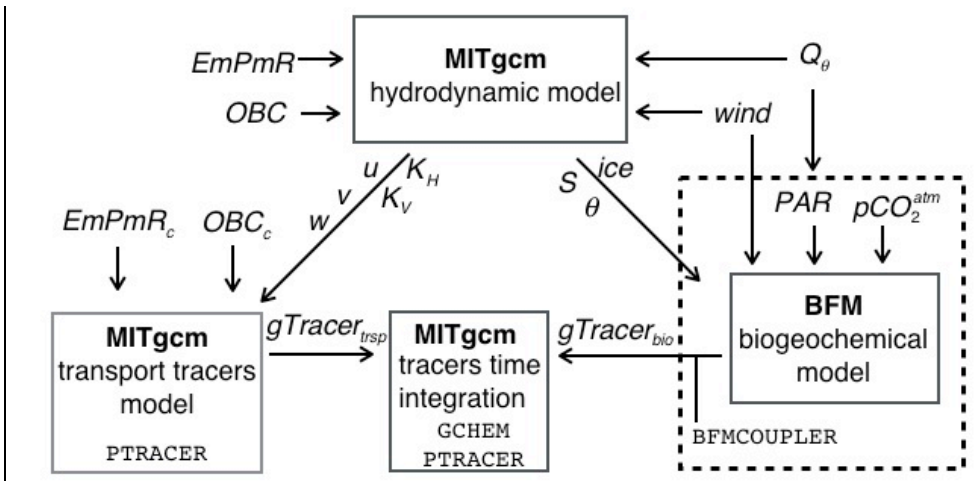 MITgcm
hydrodynamic model
EmPmR
OBC
Qθ
wind
u
v
w
KH
KV
S
θ
ice
EmPmRc
OBCc
PAR
pCO2atm
MITgcm
transport tracers
model
PTRACER
gTracertrsp
MITgcm
tracers time
integration
GCHEM
PTRACER
gTracerbio
BFM
biogeochemical
model
BFMCOUPLER